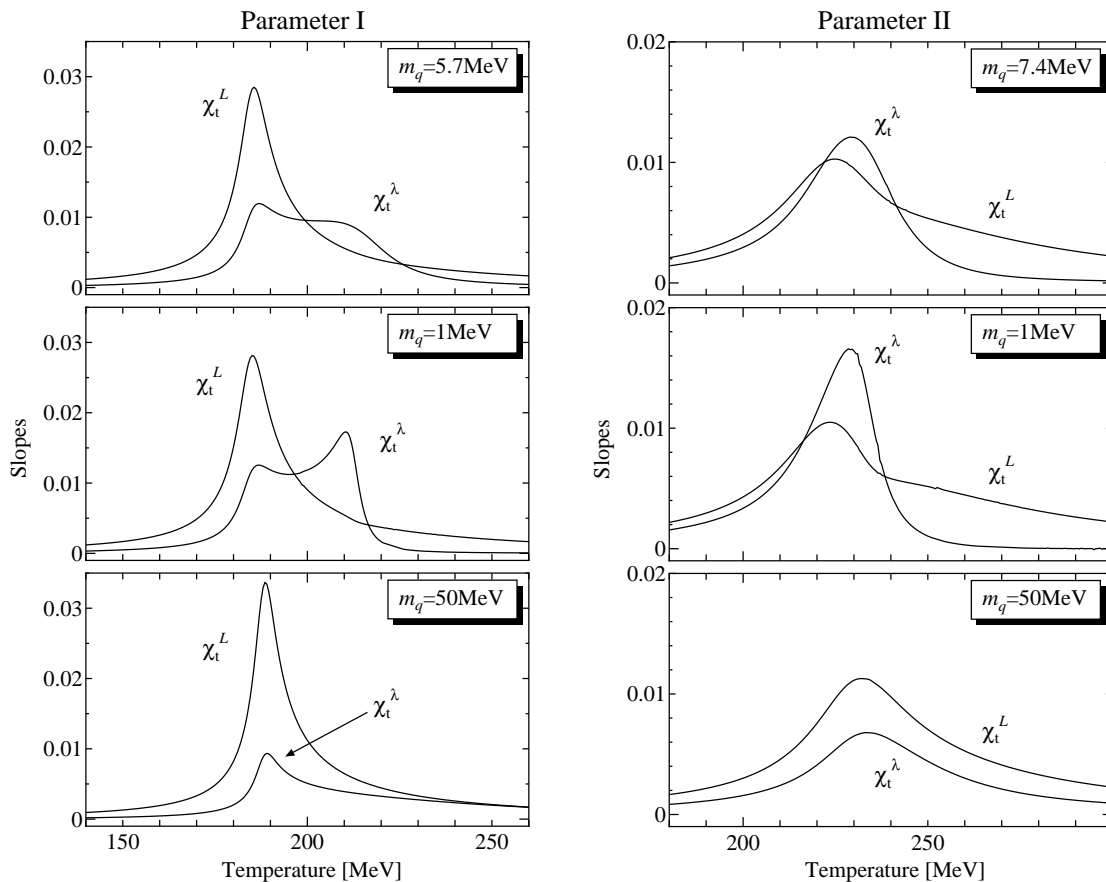 Parameter I
m_q=5.7MeV
χ_t^L
χ_t^λ
0.03
0.02
0.01
0
m_q=1MeV
χ_t^L
χ_t^λ
0.03
0.02
0.01
0
Slopes
m_q=50MeV
χ_t^L
χ_t^λ
0.03
0.02
0.01
0
150 200 250
Temperature [MeV]
Parameter II
0.02
m_q=7.4MeV
χ_t^λ
0.01
χ_t^L
0
0.02
m_q=1MeV
χ_t^λ
0.01
χ_t^L
0
Slopes
0.02
m_q=50MeV
0.01
χ_t^L
χ_t^λ
0
200 250
Temperature [MeV]